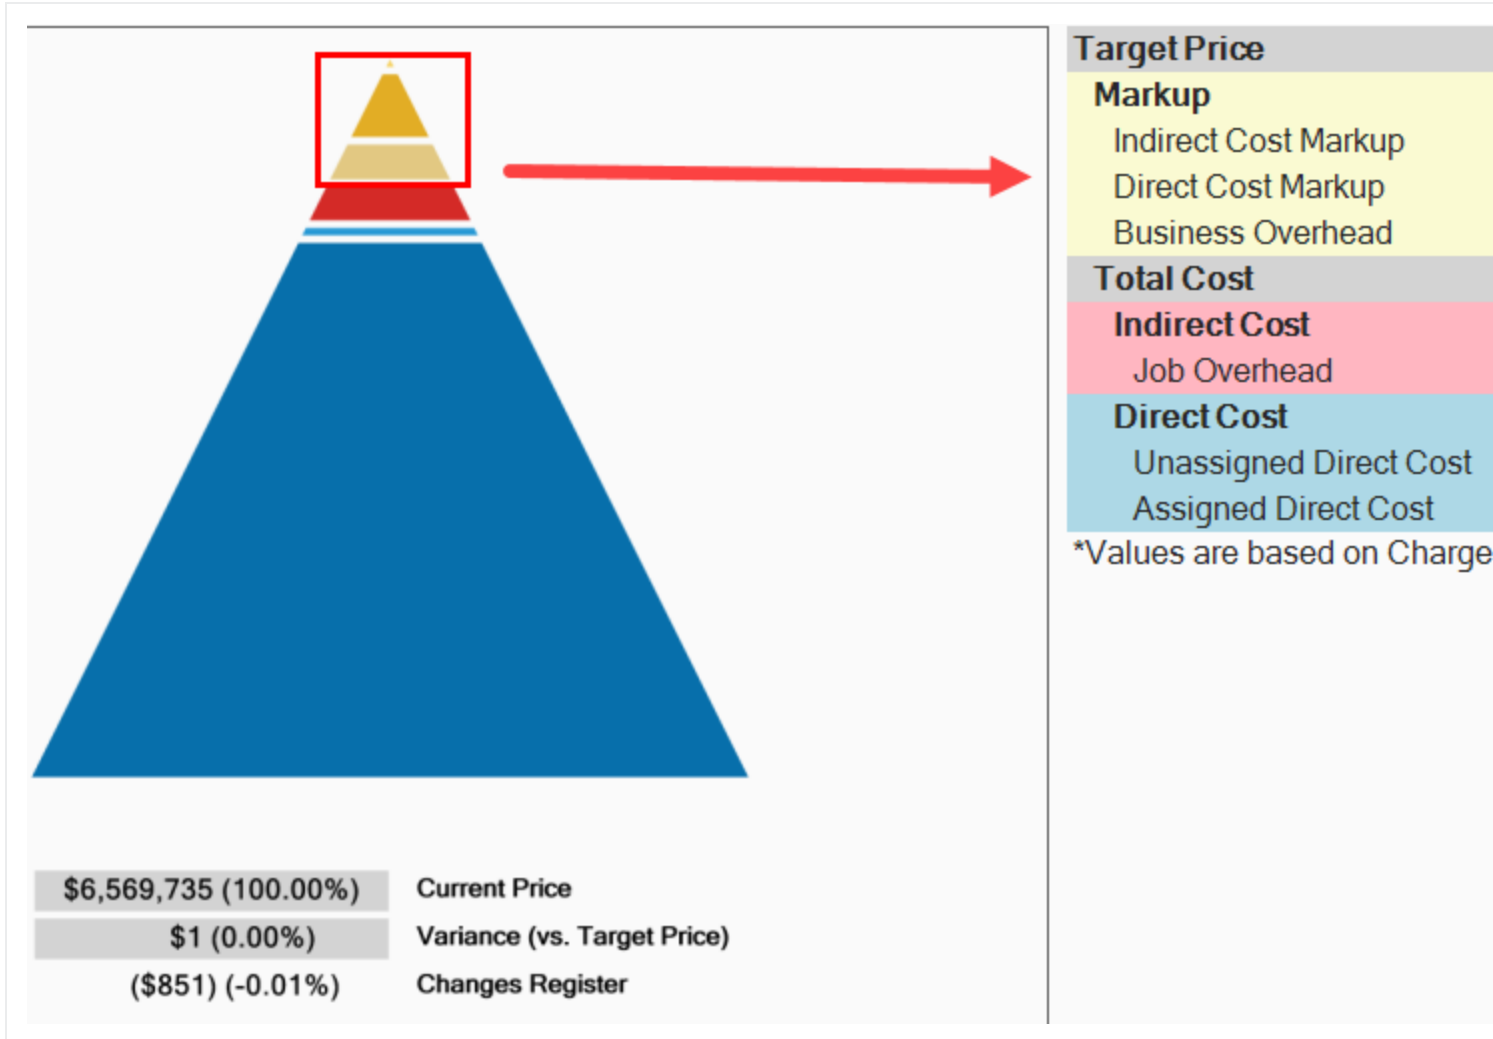 Target Price
Markup
Indirect Cost Markup
Direct Cost Markup
Business Overhead
Total Cost
Indirect Cost
Job Overhead
Direct Cost
Unassigned Direct Cost
Assigned Direct Cost
*Values are based on Charge
$6,569,735 (100.00%) Current Price
$1 (0.00%) Variance (vs. Target Price)
($851) (-0.01%) Changes Register